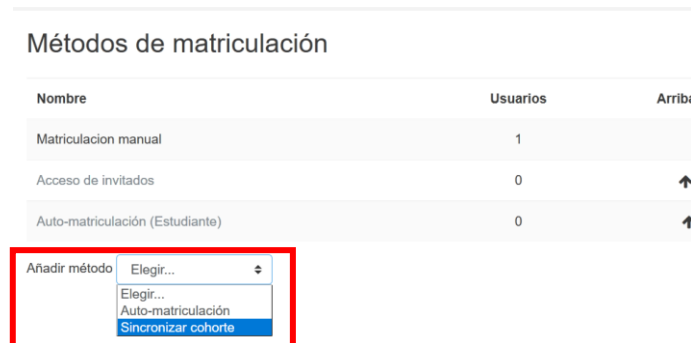 Métodos de matriculación
Nombre Usuarios Arriba
Matriculacion manual 1
Acceso de invitados 0
Auto-matriculación (Estudiante) 0
Añadir método Elegir...
Elegir...
Auto-matriculación
Sincronizar cohorte